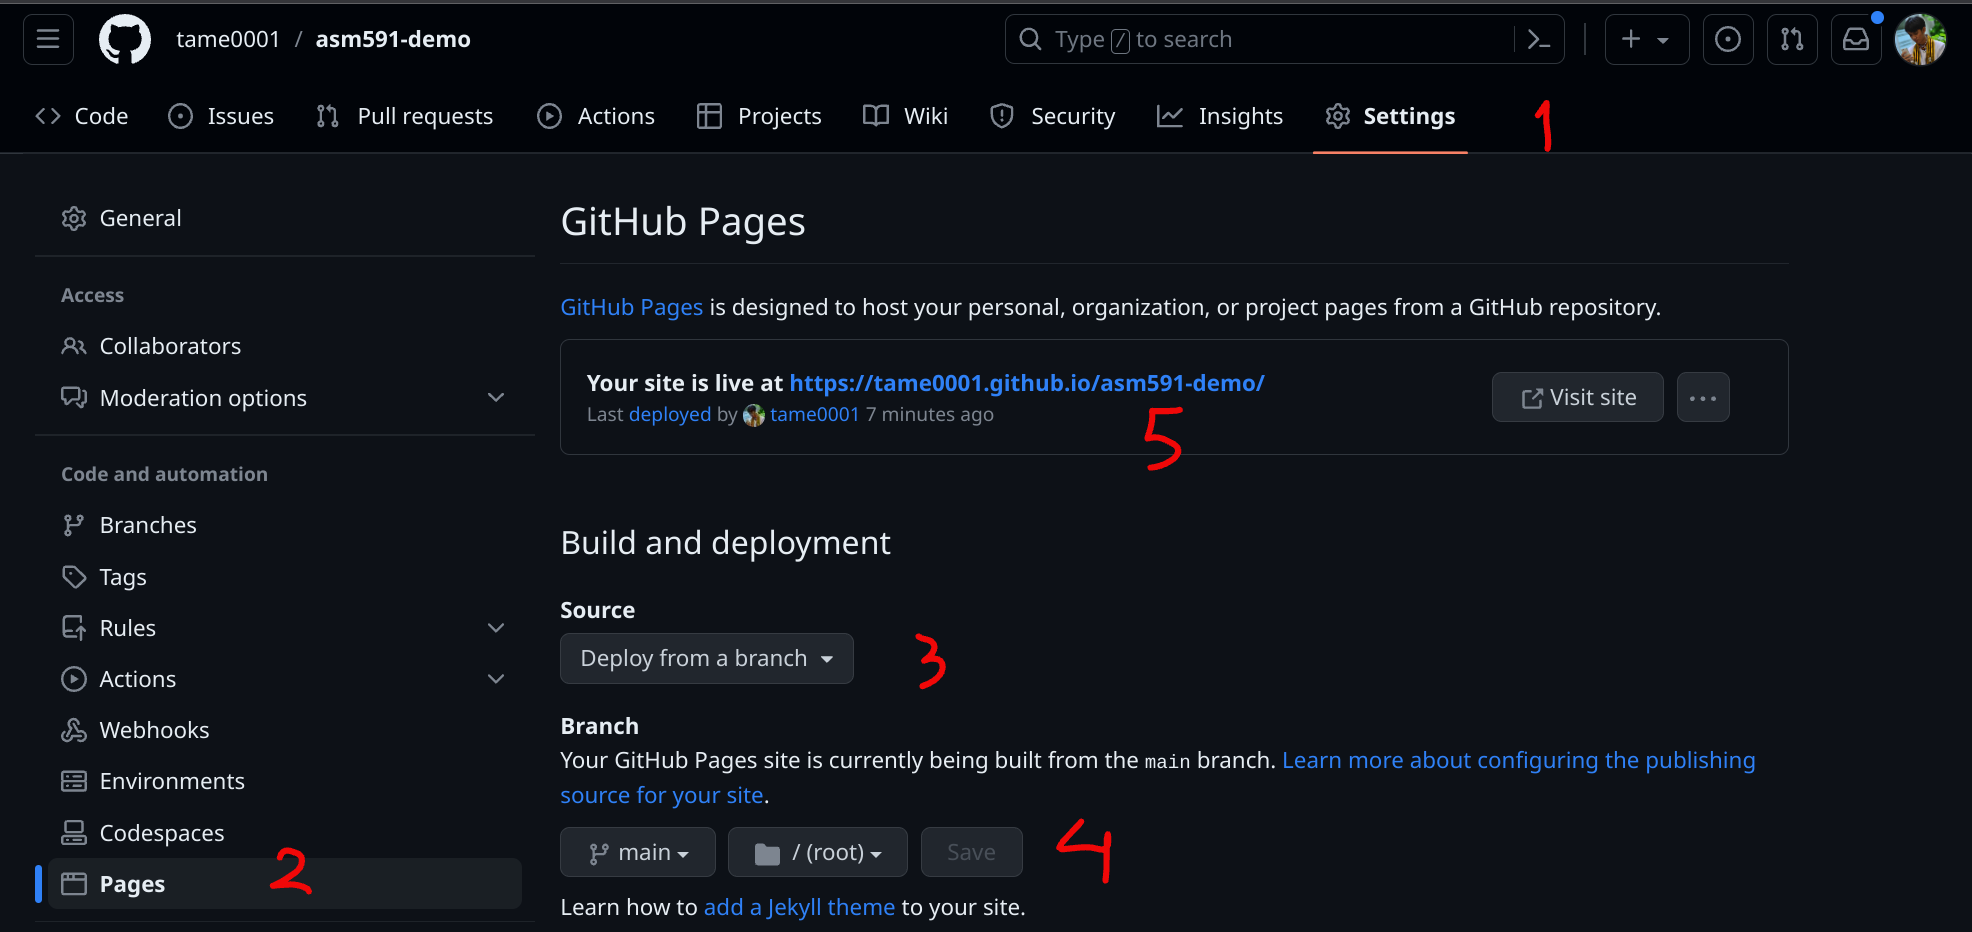 tame0001 / asm591-demo
Type / to search
Code Issues Pull requests Actions Projects Wiki Security Insights Settings 1
General
Access
Collaborators
Moderation options
Code and automation
Branches
Tags
Rules
Actions
Webhooks
Environments
Codespaces
Pages 2
GitHub Pages
GitHub Pages is designed to host your personal, organization, or project pages from a GitHub repository.
Your site is live at https://tame0001.github.io/asm591-demo/
Last deployed by tame0001 7 minutes ago
5
Visit site
Build and deployment
Source
Deploy from a branch 3
Branch
Your GitHub Pages site is currently being built from the main branch. Learn more about configuring the publishing
source for your site.
main / (root) Save 4
Learn how to add a Jekyll theme to your site.